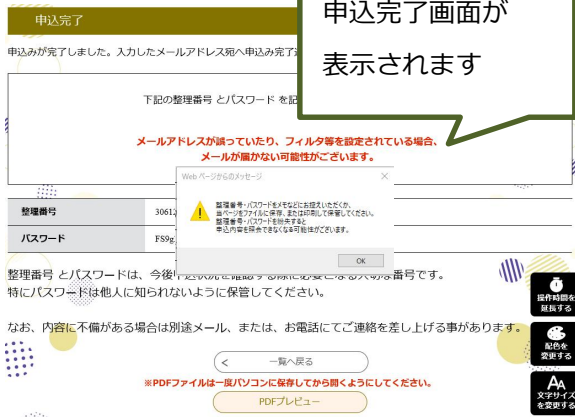 申込完了
申込完了画面が
表示されます
申込みが完了しました。入力したメールアドレス宛へ申込み完了
下記の整理番号 とパスワード を記
メールアドレスが誤っていたり、フィルタ等を設定されている場合、
メールが届かない可能性がございます。
Web ページからのメッセージ
整理番号・パスワードをメモなどにお控えいただくか、
当ページをファイルに保存、または印刷して保管してください。
整理番号・パスワードを紛失すると
申込内容を照会できなくなる可能性がございます。
OK
整理番号 3061
パスワード FS9g
整理番号 とパスワードは、今後申込状況を確認する際に必要となる大切な番号です。
特にパスワードは他人に知られないように保管してください。
なお、内容に不備がある場合は別途メール、または、お電話にてご連絡を差し上げる事があります。
一覧へ戻る
※PDFファイルは一度パソコンに保存してから開くようにしてください。
PDFプレビュー
操作時間を
延長する
配色を
変更する
文字サイズ
を変更する